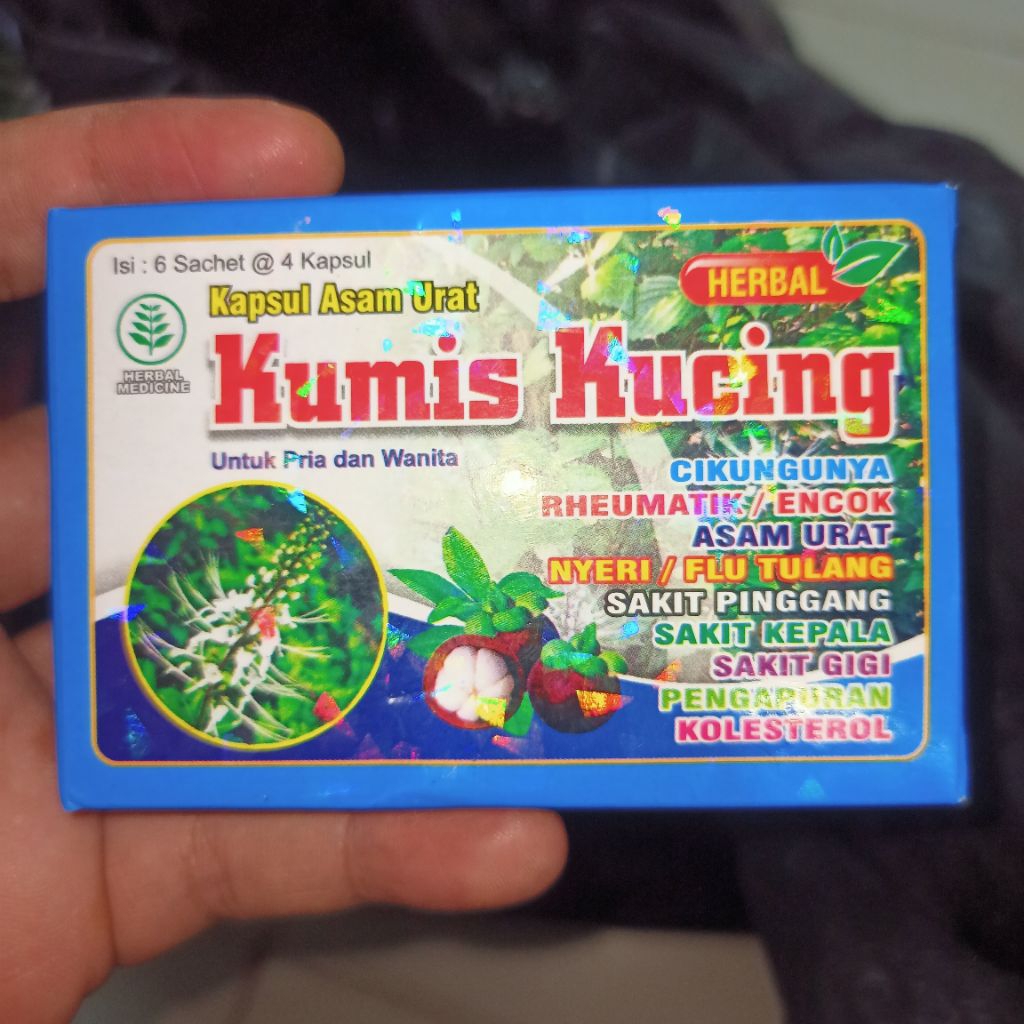 Isi : 6 Sachet @ 4 Kapsul
HERBAL
Kapsul Asam Urat
HERBAL
MEDICINE
Kumis Kucing
Untuk Pria dan Wanita
CIKUNGUNYA
RHEUMATIK / ENCOK
ASAM URAT
NYERI / FLU TULANG
SAKIT PINGGANG
SAKIT KEPALA
SAKIT GIGI
PENGAPURAN
KOLESTEROL